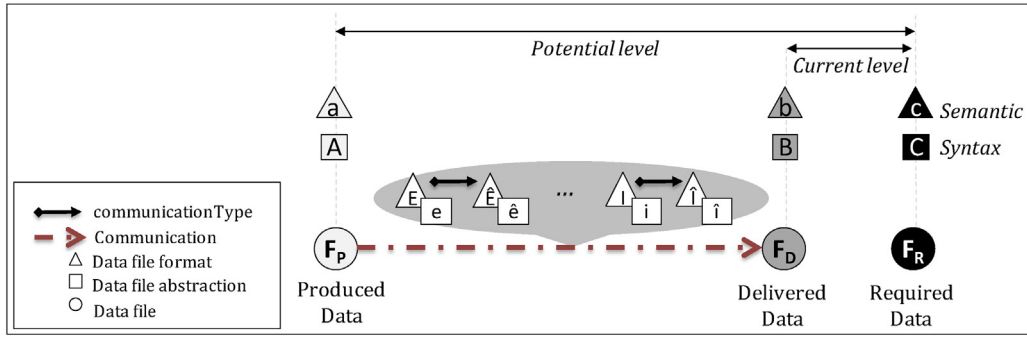 Potential level
Current level
a
b
c
Semantic
A
B
C
Syntax
E
e
Ê
ê
...
I
i
Î
î
communicationType
Communication
Data file format
Data file abstraction
Data file
FP
FD
FR
Produced
Data
Delivered
Data
Required
Data